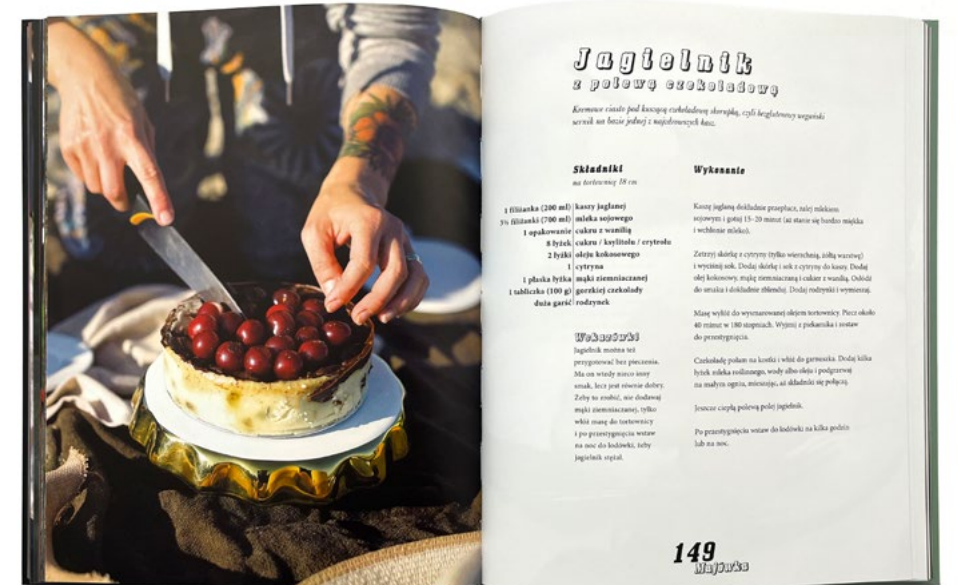 Jagielnik
z polewą czekoladową
Kremowe ciasto pod kuszącą czekoladową skorupką, czyli bezglutenowy wegański
sernik na bazie jednej z najzdrowszych kasz.
Składniki
na tortownicę 18 cm
1 filiżanka (200 ml) kaszy jaglanej
3½ filiżanki (700 ml) mleka sojowego
1 opakowanie cukru z wanilią
8 łyżek cukru / ksylitolu / erytrolu
2 łyżki oleju kokosowego
1 cytryna
1 płaska łyżka mąki ziemniaczanej
1 tabliczka (100 g) gorzkiej czekolady
duża garść rodzynek
Wskazówki
Jagielnik można też
przygotować bez pieczenia.
Ma on wtedy nieco inny
smak, lecz jest równie dobry.
Żeby to zrobić, nie dodawaj
mąki ziemniaczanej, tylko
włóż masę do tortownicy
i po przestygnięciu wstaw
na noc do lodówki, żeby
jagielnik stężał.
Wykonanie
Kaszę jaglaną dokładnie przepłucz, zalej mlekiem
sojowym i gotuj 15–20 minut (aż stanie się bardzo miękka
i wchłonie mleko).
Zetrzyj skórkę z cytryny (tylko wierzchnią, żółtą warstwę)
i wyciśnij sok. Dodaj skórkę i sok z cytryny do kaszy. Dodaj
olej kokosowy, mąkę ziemniaczaną i cukier z wanilią. Osłódź
do smaku i dokładnie zblenduj. Dodaj rodzynki i wymieszaj.
Masę wyłóż do wysmarowanej olejem tortownicy. Piecz około
40 minut w 180 stopniach. Wyjmij z piekarnika i zostaw
do przestygnięcia.
Czekoladę połam na kostki i włóż do garnuszka. Dodaj kilka
łyżek mleka roślinnego, wody albo oleju i podgrzewaj
na małym ogniu, mieszając, aż składniki się połączą.
Jeszcze ciepłą polewą polej jagielnik.
Po przestygnięciu wstaw do lodówki na kilka godzin
lub na noc.
149
Majówka